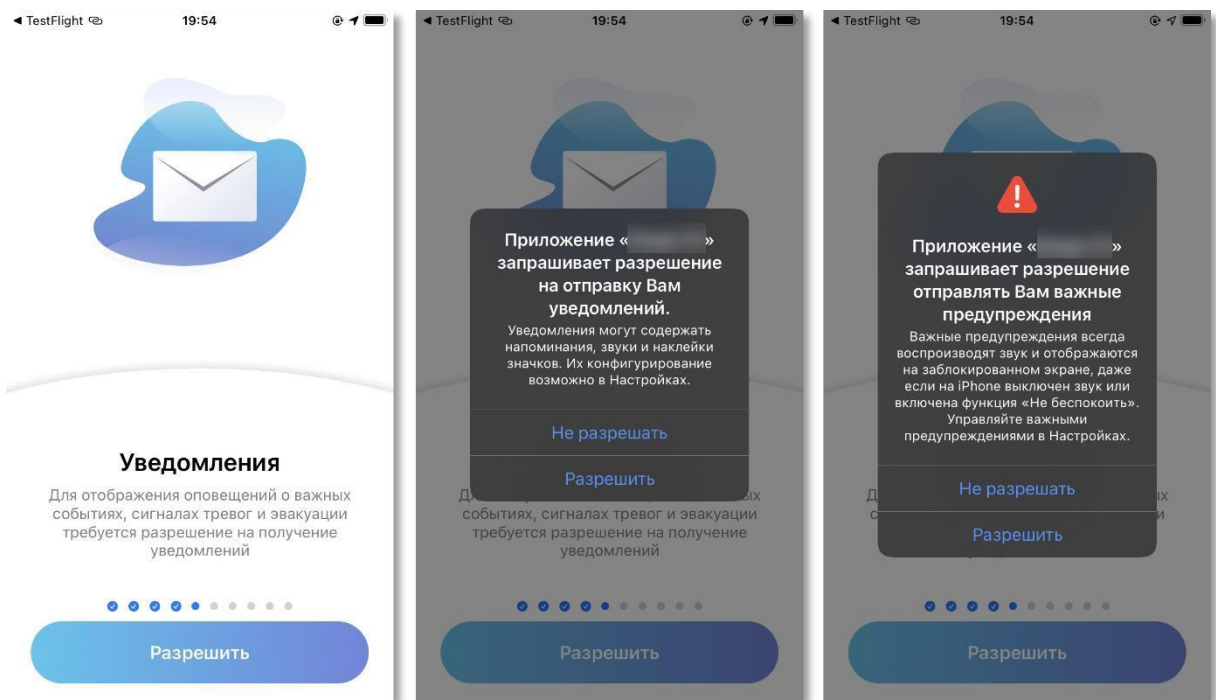 TestFlight
19:54
Уведомления
Для отображения оповещений о важных
событиях, сигналах тревог и эвакуации
требуется разрешение на получение
уведомлений
Разрешить
TestFlight
19:54
Приложение « »
запрашивает разрешение
на отправку Вам
уведомлений.
Уведомления могут содержать
напоминания, звуки и наклейки
значков. Их конфигурирование
возможно в Настройках.
Не разрешать
Разрешить
событиях, сигналах тревог и эвакуации
требуется разрешение на получение
уведомлений
Разрешить
TestFlight
19:54
Приложение « »
запрашивает разрешение
отправлять Вам важные
предупреждения
Важные предупреждения всегда
воспроизводят звук и отображаются
на заблокированном экране, даже
если на iPhone выключен звук или
включена функция «Не беспокоить».
Управляйте важными
предупреждениями в Настройках.
Не разрешать
Разрешить
Разрешить